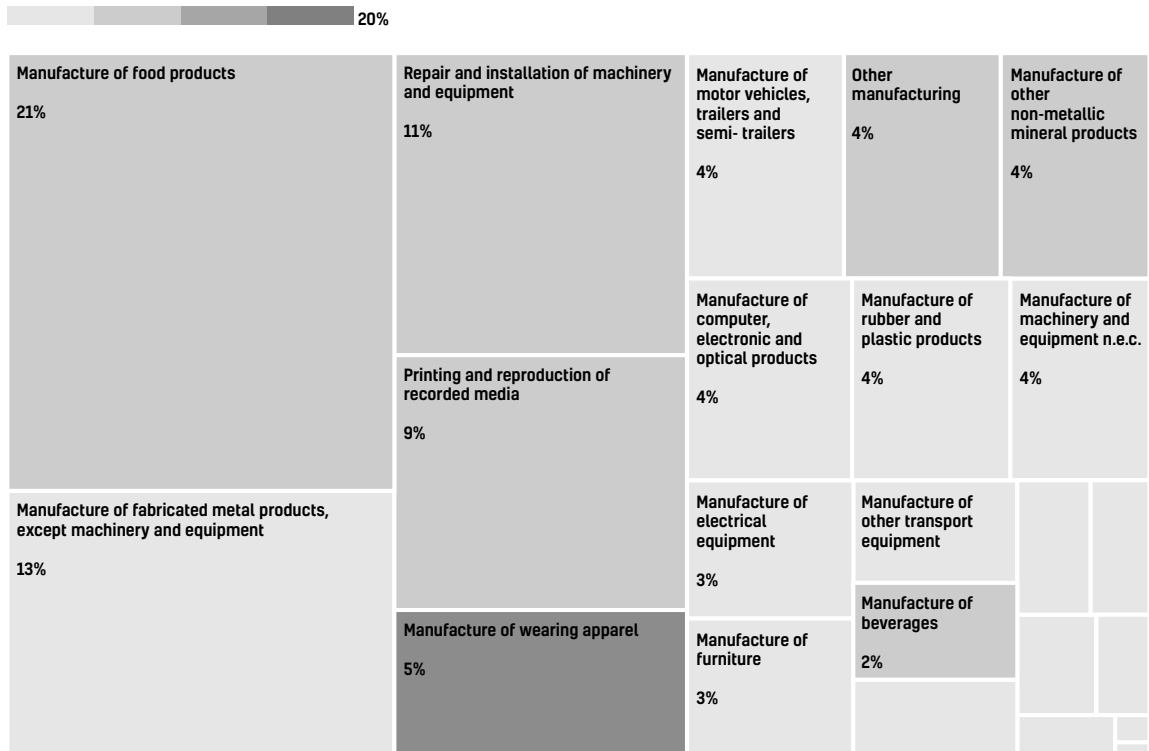 20%
Manufacture of food products
21%
Manufacture of fabricated metal products,
except machinery and equipment
13%
Repair and installation of machinery
and equipment
11%
Printing and reproduction of
recorded media
9%
Manufacture of wearing apparel
5%
Manufacture of
motor vehicles,
trailers and
semi- trailers
4%
Other
manufacturing
4%
Manufacture of
other
non-metallic
mineral products
4%
Manufacture of
computer,
electronic and
optical products
4%
Manufacture of
rubber and
plastic products
4%
Manufacture of
machinery and
equipment n.e.c.
4%
Manufacture of
electrical
equipment
3%
Manufacture of
furniture
3%
Manufacture of
other transport
equipment
Manufacture of
beverages
2%